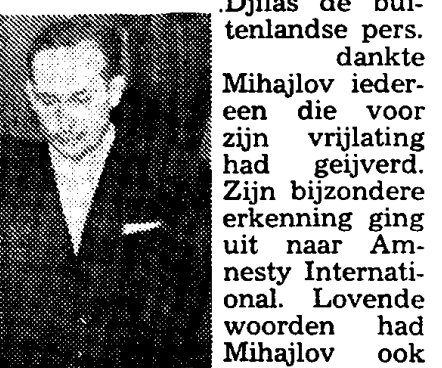 .Djilas de bui-
tenlandse pers.
dankte
Mihajlov ieder-
een die voor
zijn vrijlating
had geijverd.
Zijn bijzondere
erkenning ging
uit naar Am-
nesty Internati-
onal. Lovende
woorden had
Mihajlov ook